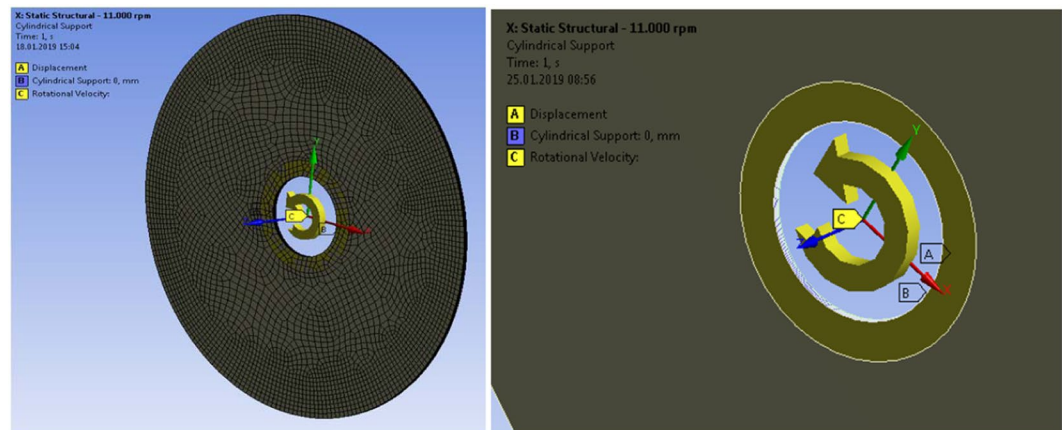 X: Static Structural - 11.000 rpm
Cylindrical Support
Time: 1, s
18.01.2019 15:04
A Displacement
B Cylindrical Support: 0, mm
C Rotational Velocity:
Y
C
B
X
X: Static Structural - 11.000 rpm
Cylindrical Support
Time: 1, s
25.01.2019 08:56
A Displacement
B Cylindrical Support: 0, mm
C Rotational Velocity:
Y
C
A
B
X